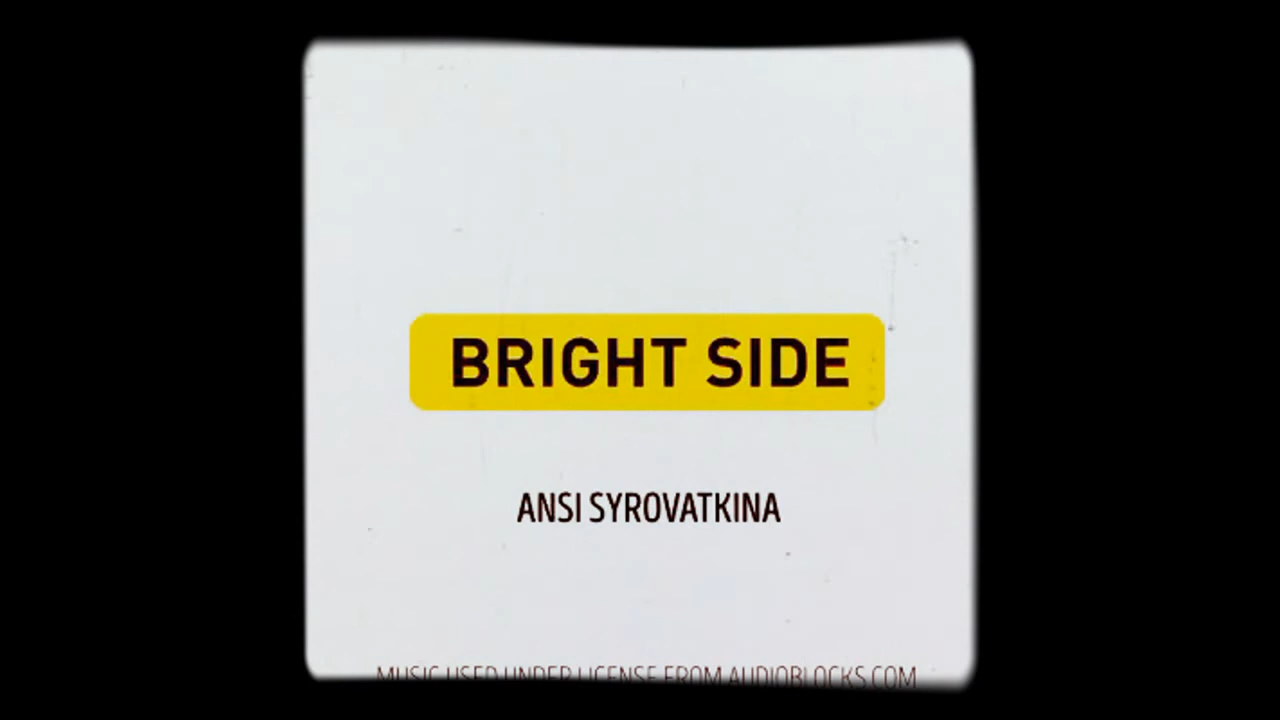 BRIGHT SIDE
ANSI SYROVATKINA
MUSIC USED UNDER LICENSE FROM AUDIOBLOCKS.COM